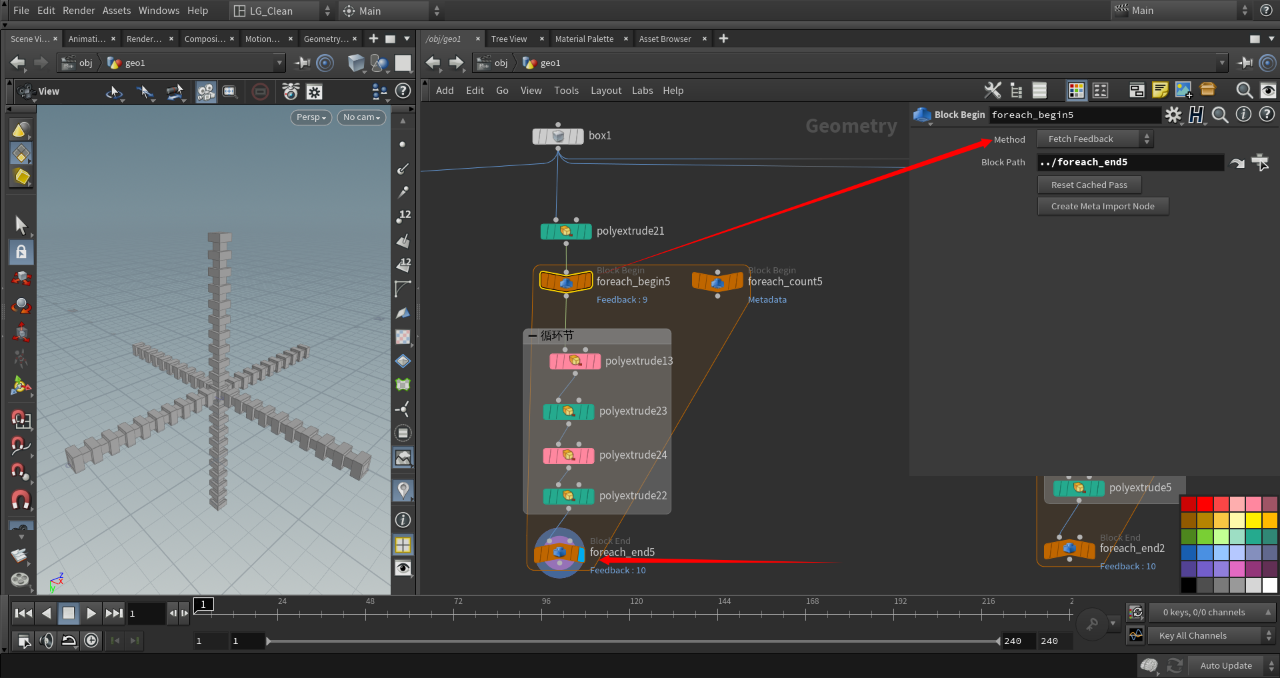 File Edit Render Assets Windows Help LG_Clean Main Main
Scene Vi... Animati... Render... Composi... Motion... Geometry...
/obj/geo1 Tree View Material Palette Asset Browser
obj geo1
obj geo1
View
Add Edit Go View Tools Layout Labs Help
Persp No cam
Geometry
Block Begin foreach_begin5
Method Fetch Feedback
Block Path ../foreach_end5
Reset Cached Pass
Create Meta Import Node
box1
polyextrude21
Block Begin
foreach_begin5
Feedback : 9
Block Begin
foreach_count5
Metadata
循环节
polyextrude13
polyextrude23
polyextrude24
polyextrude22
Block End
foreach_end5
Feedback : 10
polyextrude5
Block End
foreach_end2
Feedback : 10
12
12
1 1 24 48 72 96 120 144 168 192 216 2
1 1 240 240
0 keys, 0/0 channels
Key All Channels
Auto Update